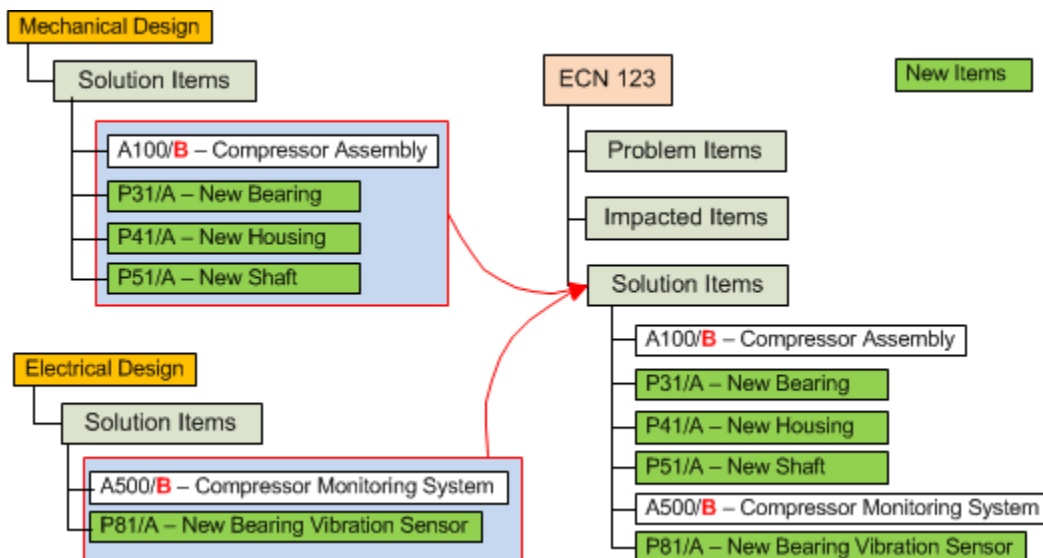 Mechanical Design
Solution Items
A100/B – Compressor Assembly
P31/A – New Bearing
P41/A – New Housing
P51/A – New Shaft
Electrical Design
Solution Items
A500/B – Compressor Monitoring System
P81/A – New Bearing Vibration Sensor
ECN 123
Problem Items
Impacted Items
Solution Items
A100/B – Compressor Assembly
P31/A – New Bearing
P41/A – New Housing
P51/A – New Shaft
A500/B – Compressor Monitoring System
P81/A – New Bearing Vibration Sensor
New Items